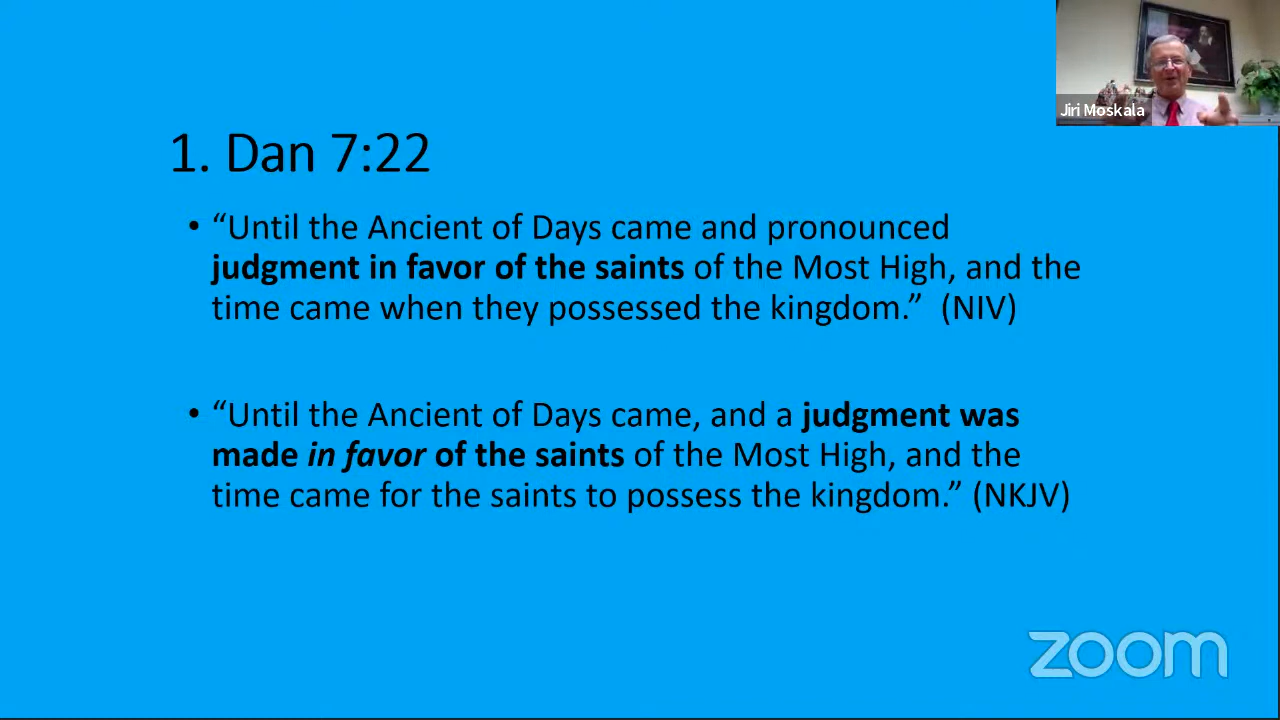 Jiri Moskala
1. Dan 7:22
• “Until the Ancient of Days came and pronounced
judgment in favor of the saints of the Most High, and the
time came when they possessed the kingdom.” (NIV)
• “Until the Ancient of Days came, and a judgment was
made in favor of the saints of the Most High, and the
time came for the saints to possess the kingdom.” (NKJV)
zoom